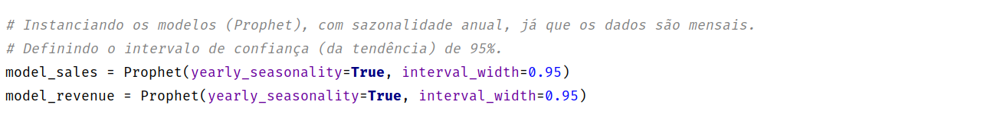 # Instanciando os modelos (Prophet), com sazonalidade anual, já que os dados são mensais.
# Definindo o intervalo de confiança (da tendência) de 95%.
model_sales = Prophet(yearly_seasonality=True, interval_width=0.95)
model_revenue = Prophet(yearly_seasonality=True, interval_width=0.95)